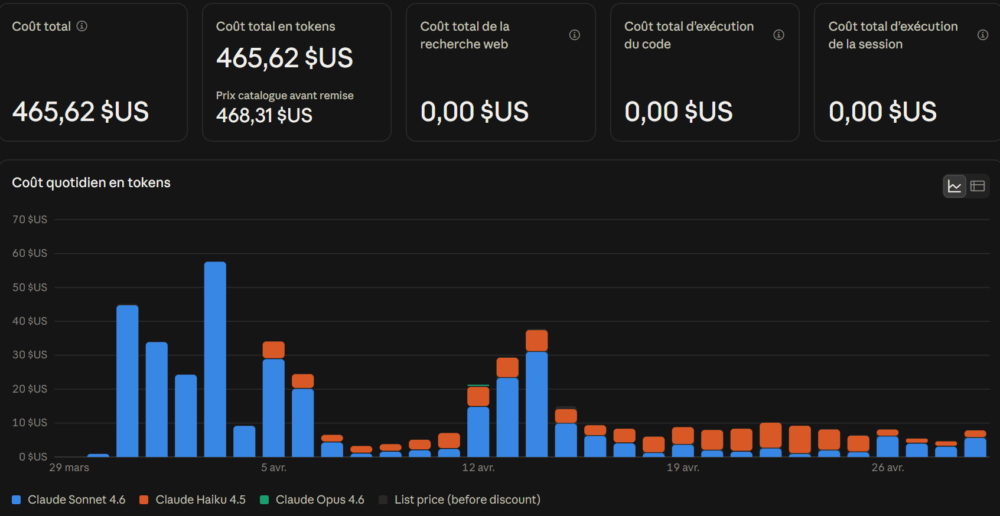 Coût total
465,62 $US
Coût total en tokens
465,62 $US
Prix catalogue avant remise
468,31 $US
Coût total de la
recherche web
0,00 $US
Coût total d’exécution
du code
0,00 $US
Coût total d’exécution
de la session
0,00 $US
Coût quotidien en tokens
70 $US
60 $US
50 $US
40 $US
30 $US
20 $US
10 $US
0 $US
29 mars
5 avr.
12 avr.
19 avr.
26 avr.
Claude Sonnet 4.6
Claude Haiku 4.5
Claude Opus 4.6
List price (before discount)